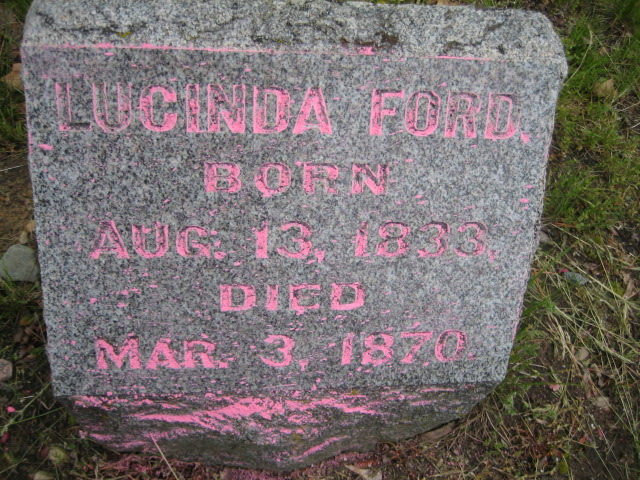 LUCINDA FORD.
BORN
AUG. 13, 1833.
DIED
MAR. 3, 1870.